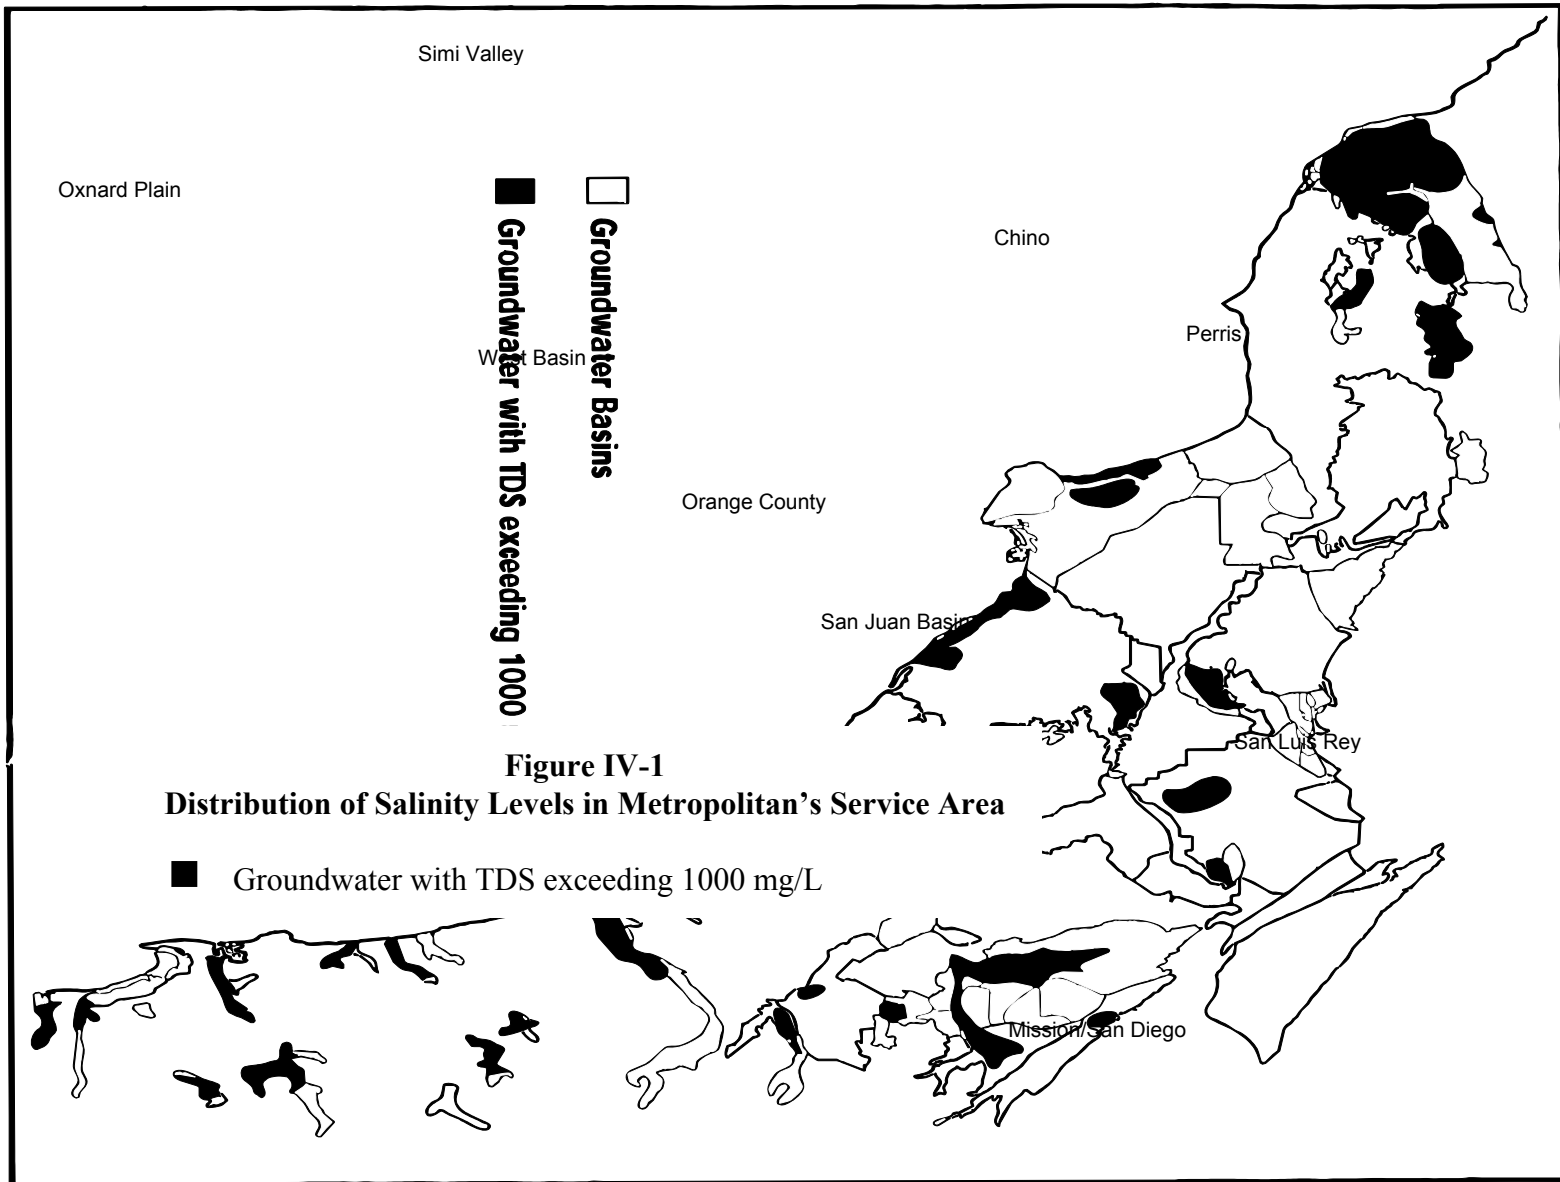 Simi Valley
Oxnard Plain
Chino
Groundwater Basins
Groundwater with TDS exceeding 1000
Perris
West Basin
Orange County
San Juan Basin
San Luis Rey
Figure IV-1
Distribution of Salinity Levels in Metropolitan’s Service Area
Groundwater with TDS exceeding 1000 mg/L
Mission/San Diego